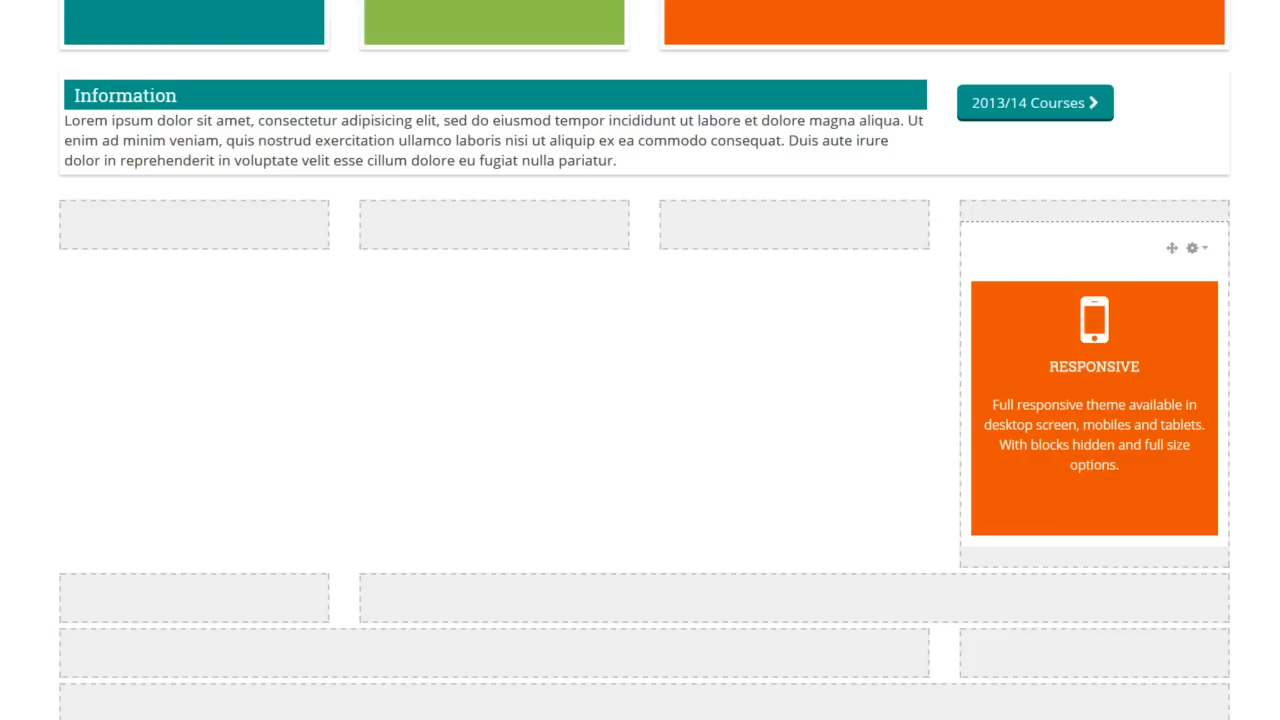 Information
2013/14 Courses
Lorem ipsum dolor sit amet, consectetur adipisicing elit, sed do eiusmod tempor incididunt ut labore et dolore magna aliqua. Ut
enim ad minim veniam, quis nostrud exercitation ullamco laboris nisi ut aliquip ex ea commodo consequat. Duis aute irure
dolor in reprehenderit in voluptate velit esse cillum dolore eu fugiat nulla pariatur.
RESPONSIVE
Full responsive theme available in
desktop screen, mobiles and tablets.
With blocks hidden and full size
options.